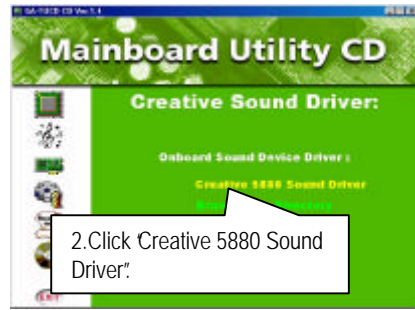 Mainboard Utility CD
Creative Sound Driver:
Onboard Sound Device Driver :
Creative 5880 Sound Driver
2.Click “Creative 5880 Sound
Driver”.
EXIT